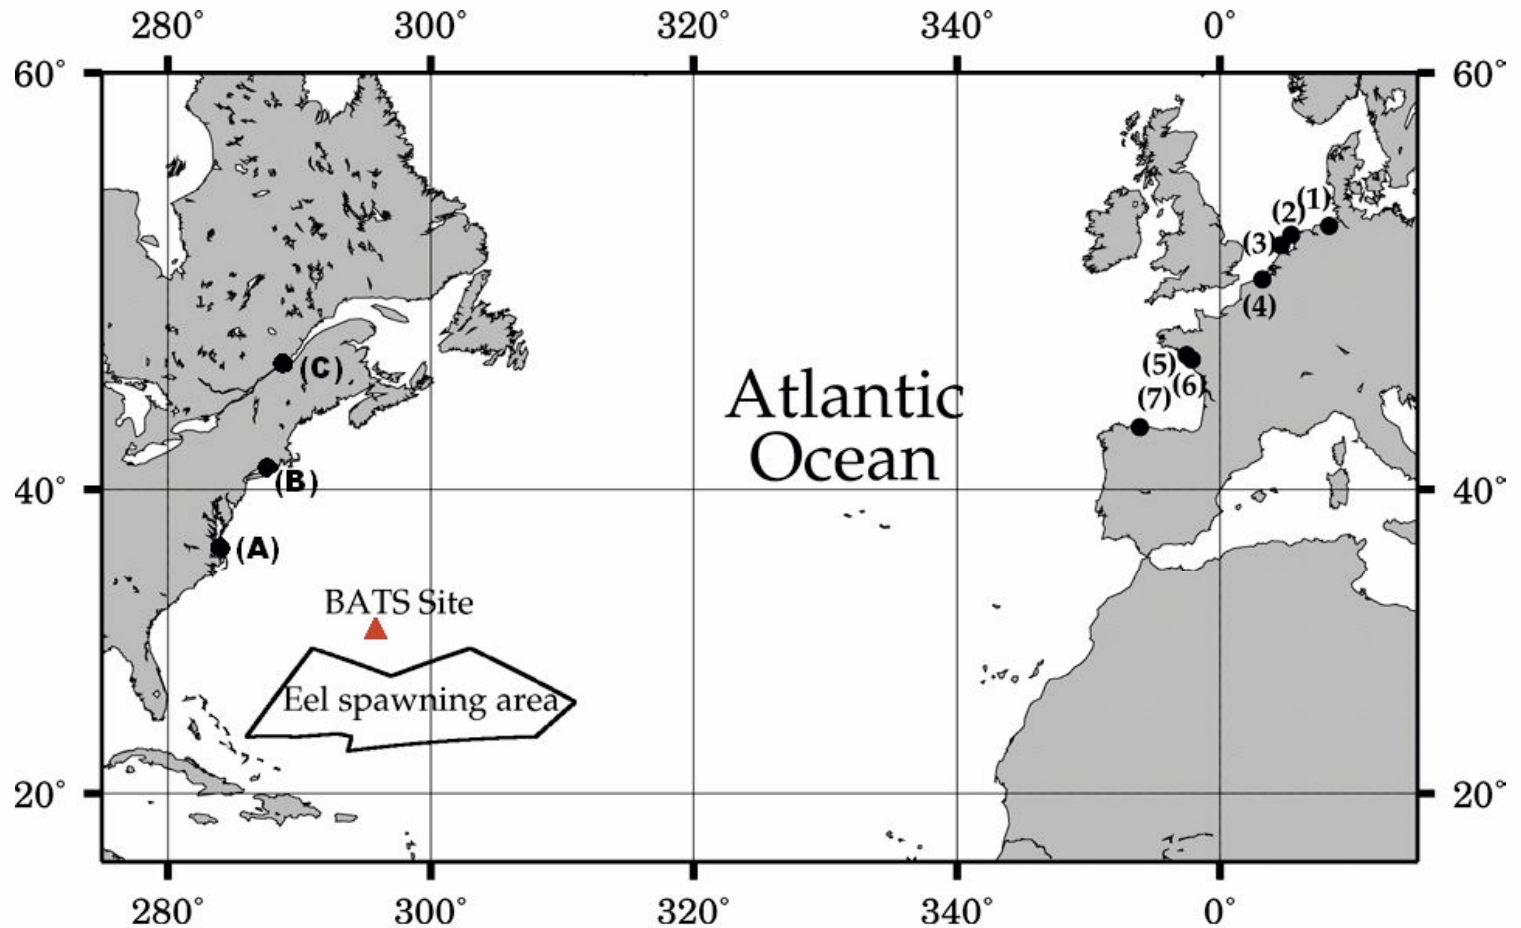 280° 300° 320° 340° 0°
60° 60°
(1)
(2)
(3)
(4)
(C)
(5)
(6)
(7)
Atlantic
Ocean
(B)
40° 40°
(A)
BATS Site
Eel spawning area
20° 20°
280° 300° 320° 340° 0°